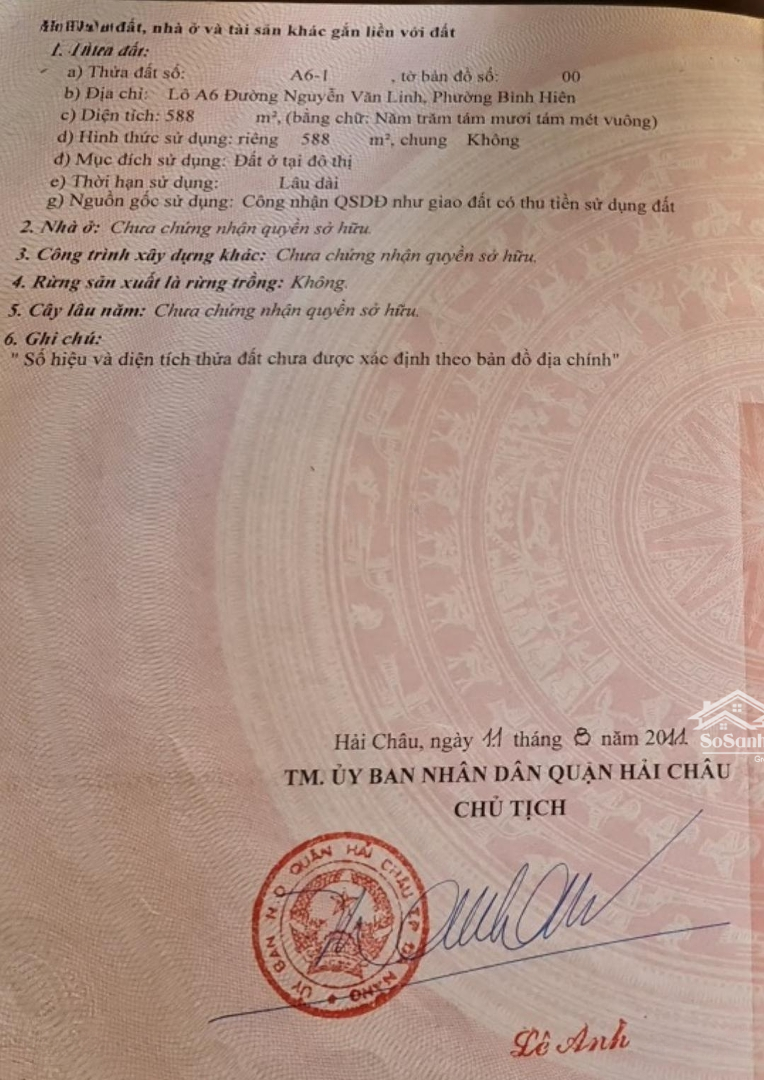 đất, nhà ở và tài sản khác gắn liền với đất
1. Thửa đất:
a) Thửa đất số: A6-1 , tờ bản đồ số: 00
b) Địa chỉ: Lô A6 Đường Nguyễn Văn Linh, Phường Bình Hiên
c) Diện tích: 588 m², (bằng chữ: Năm trăm tám mươi tám mét vuông)
d) Hình thức sử dụng: riêng 588 m², chung Không
đ) Mục đích sử dụng: Đất ở tại đô thị
e) Thời hạn sử dụng: Lâu dài
g) Nguồn gốc sử dụng: Công nhận QSDĐ như giao đất có thu tiền sử dụng đất
2. Nhà ở: Chưa chứng nhận quyền sở hữu.
3. Công trình xây dựng khác: Chưa chứng nhận quyền sở hữu.
4. Rừng sản xuất là rừng trồng: Không.
5. Cây lâu năm: Chưa chứng nhận quyền sở hữu.
6. Ghi chú:
" Số hiệu và diện tích thửa đất chưa được xác định theo bản đồ địa chính"
Hải Châu, ngày 11 tháng 8 năm 2011
SoSanh
TM. ỦY BAN NHÂN DÂN QUẬN HẢI CHÂU
CHỦ TỊCH
ỦY BAN N.D QUẬN HẢI CHÂU T.P ĐÀ NẴNG
Lê Anh